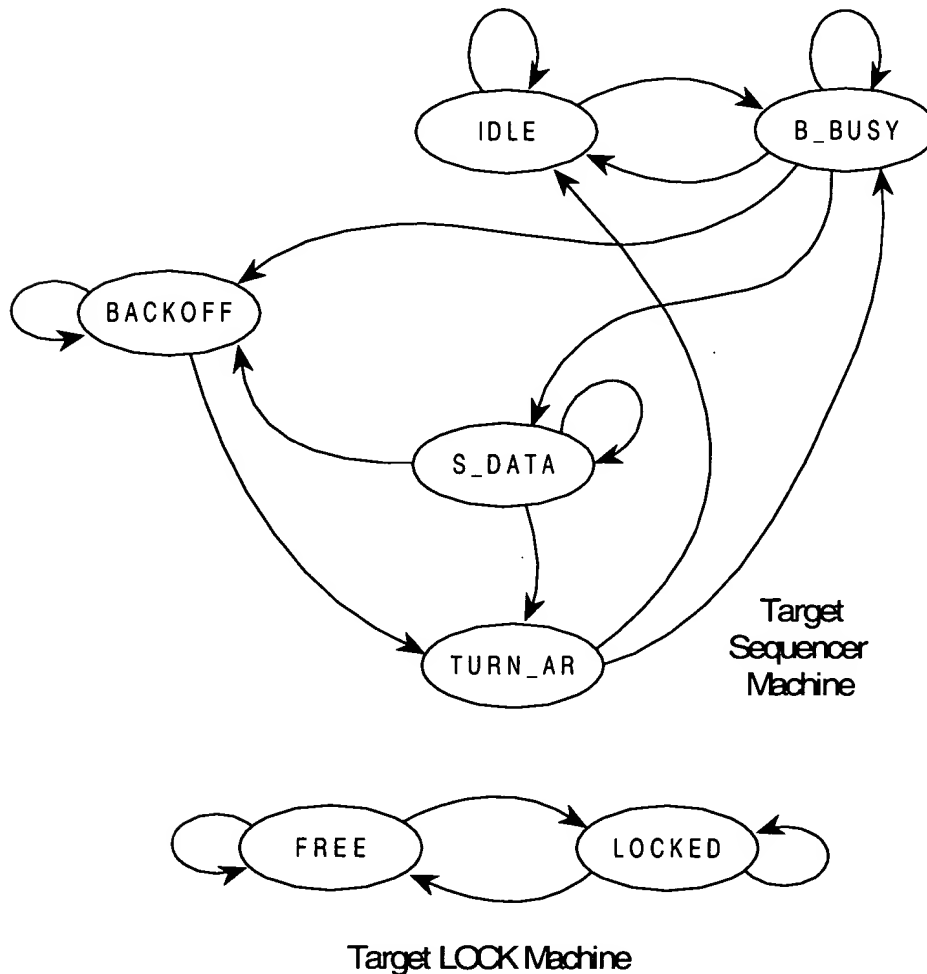 IDLE
B_BUSY
BACKOFF
S_DATA
TURN_AR
Target
Sequencer
Machine
FREE
LOCKED
Target LOCK Machine